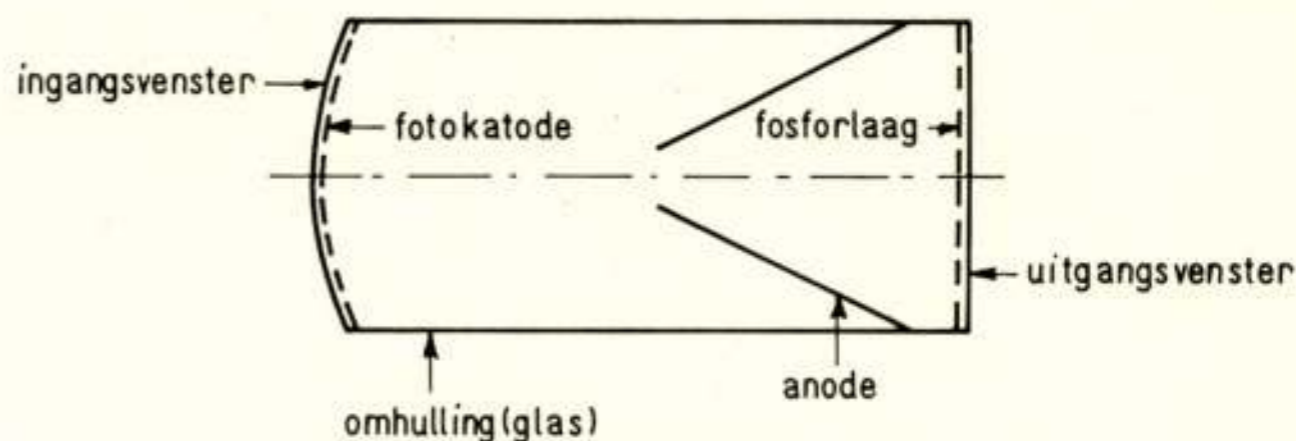 ingangsvenster
fotokatode
fosforlaag
uitgangsvenster
anode
omhulling(glas)